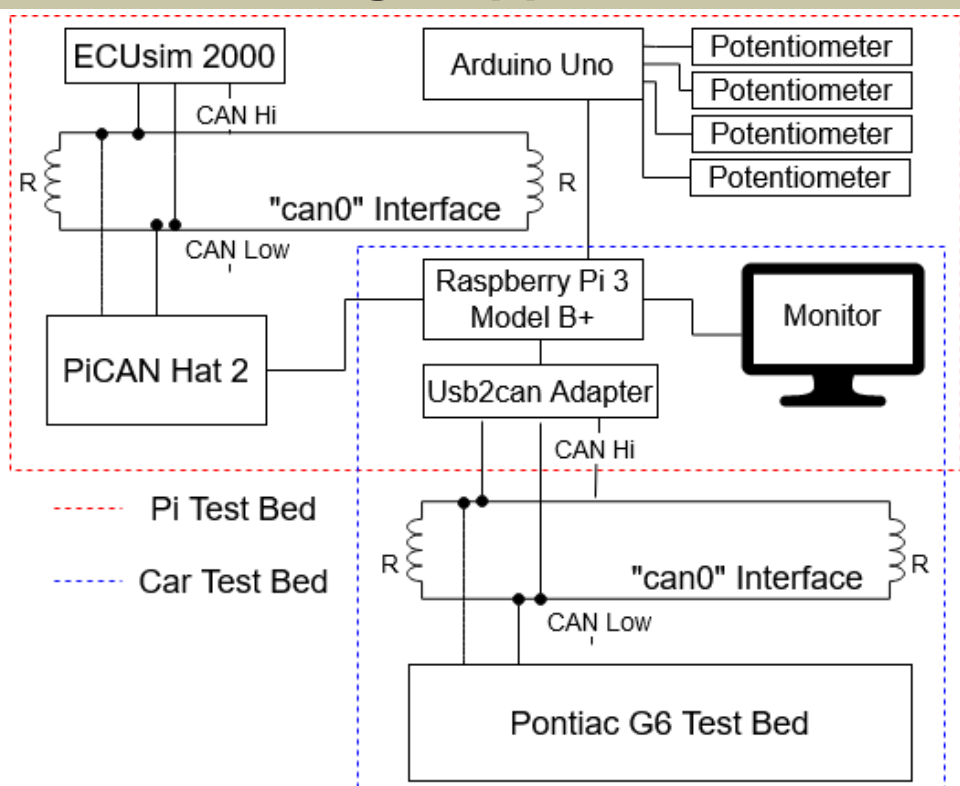 ECUsim 2000
Arduino Uno
Potentiometer
Potentiometer
Potentiometer
Potentiometer
CAN Hi
R
R
"can0" Interface
CAN Low
Raspberry Pi 3
Model B+
Monitor
PiCAN Hat 2
Usb2can Adapter
CAN Hi
Pi Test Bed
Car Test Bed
R
R
"can0" Interface
CAN Low
Pontiac G6 Test Bed